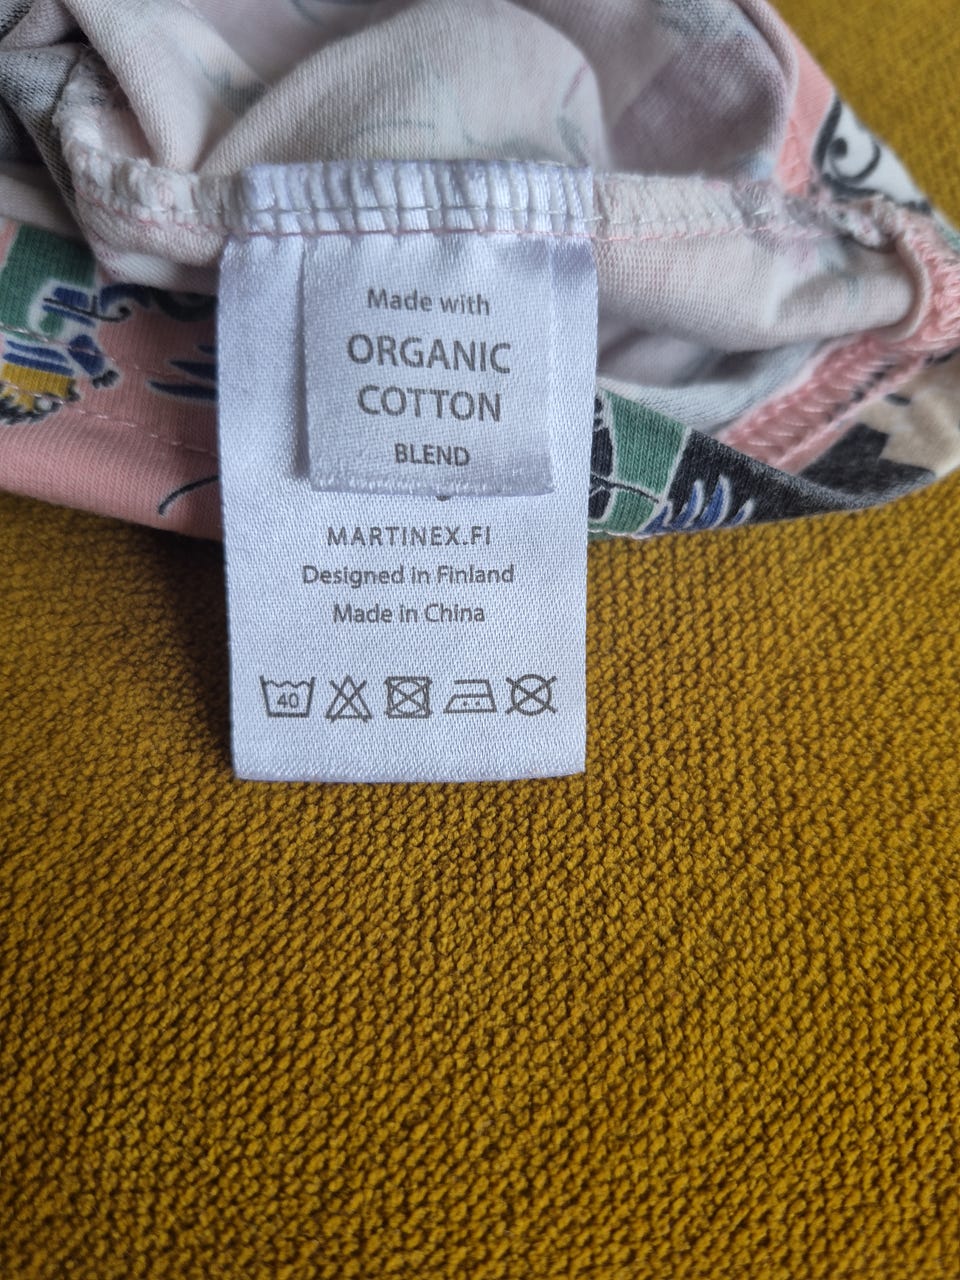 Made with
ORGANIC
COTTON
BLEND
MARTINEX.FI
Designed in Finland
Made in China
40